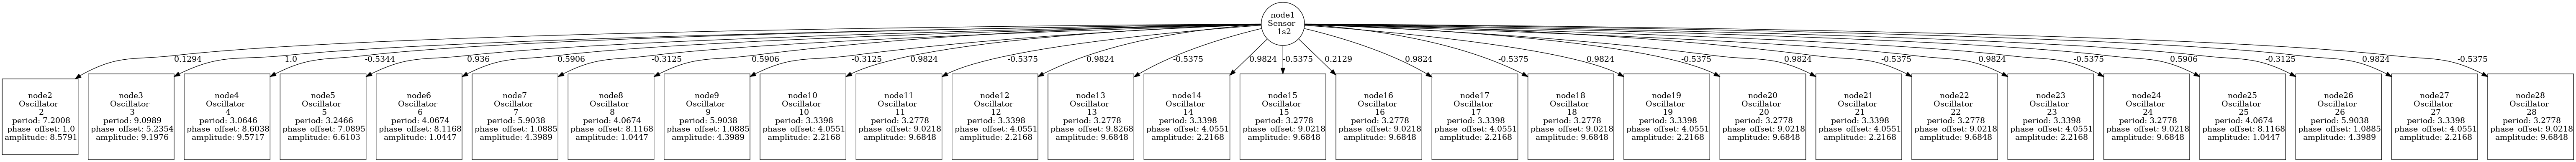 node1
Sensor
1s2
0.1294
1.0
-0.5344
0.936
0.5906
-0.3125
0.5906
-0.3125
0.9824
-0.5375
0.9824
-0.5375
0.9824
-0.5375
0.2129
0.9824
-0.5375
0.9824
-0.5375
0.9824
-0.5375
0.9824
-0.5375
0.5906
-0.3125
0.9824
-0.5375
node2
Oscillator
2
period: 7.2008
phase_offset: 1.0
amplitude: 8.5791
node3
Oscillator
3
period: 9.0989
phase_offset: 5.2354
amplitude: 9.1976
node4
Oscillator
4
period: 3.0646
phase_offset: 8.6038
amplitude: 9.5717
node5
Oscillator
5
period: 3.2466
phase_offset: 7.0895
amplitude: 6.6103
node6
Oscillator
6
period: 4.0674
phase_offset: 8.1168
amplitude: 1.0447
node7
Oscillator
7
period: 5.9038
phase_offset: 1.0885
amplitude: 4.3989
node8
Oscillator
8
period: 4.0674
phase_offset: 8.1168
amplitude: 1.0447
node9
Oscillator
9
period: 5.9038
phase_offset: 1.0885
amplitude: 4.3989
node10
Oscillator
10
period: 3.3398
phase_offset: 4.0551
amplitude: 2.2168
node11
Oscillator
11
period: 3.2778
phase_offset: 9.0218
amplitude: 9.6848
node12
Oscillator
12
period: 3.3398
phase_offset: 4.0551
amplitude: 2.2168
node13
Oscillator
13
period: 3.2778
phase_offset: 9.8268
amplitude: 9.6848
node14
Oscillator
14
period: 3.3398
phase_offset: 4.0551
amplitude: 2.2168
node15
Oscillator
15
period: 3.2778
phase_offset: 9.0218
amplitude: 9.6848
node16
Oscillator
16
period: 3.2778
phase_offset: 9.0218
amplitude: 9.6848
node17
Oscillator
17
period: 3.3398
phase_offset: 4.0551
amplitude: 2.2168
node18
Oscillator
18
period: 3.2778
phase_offset: 9.0218
amplitude: 9.6848
node19
Oscillator
19
period: 3.3398
phase_offset: 4.0551
amplitude: 2.2168
node20
Oscillator
20
period: 3.2778
phase_offset: 9.0218
amplitude: 9.6848
node21
Oscillator
21
period: 3.3398
phase_offset: 4.0551
amplitude: 2.2168
node22
Oscillator
22
period: 3.2778
phase_offset: 9.0218
amplitude: 9.6848
node23
Oscillator
23
period: 3.3398
phase_offset: 4.0551
amplitude: 2.2168
node24
Oscillator
24
period: 3.2778
phase_offset: 9.0218
amplitude: 9.6848
node25
Oscillator
25
period: 4.0674
phase_offset: 8.1168
amplitude: 1.0447
node26
Oscillator
26
period: 5.9038
phase_offset: 1.0885
amplitude: 4.3989
node27
Oscillator
27
period: 3.3398
phase_offset: 4.0551
amplitude: 2.2168
node28
Oscillator
28
period: 3.2778
phase_offset: 9.0218
amplitude: 9.6848